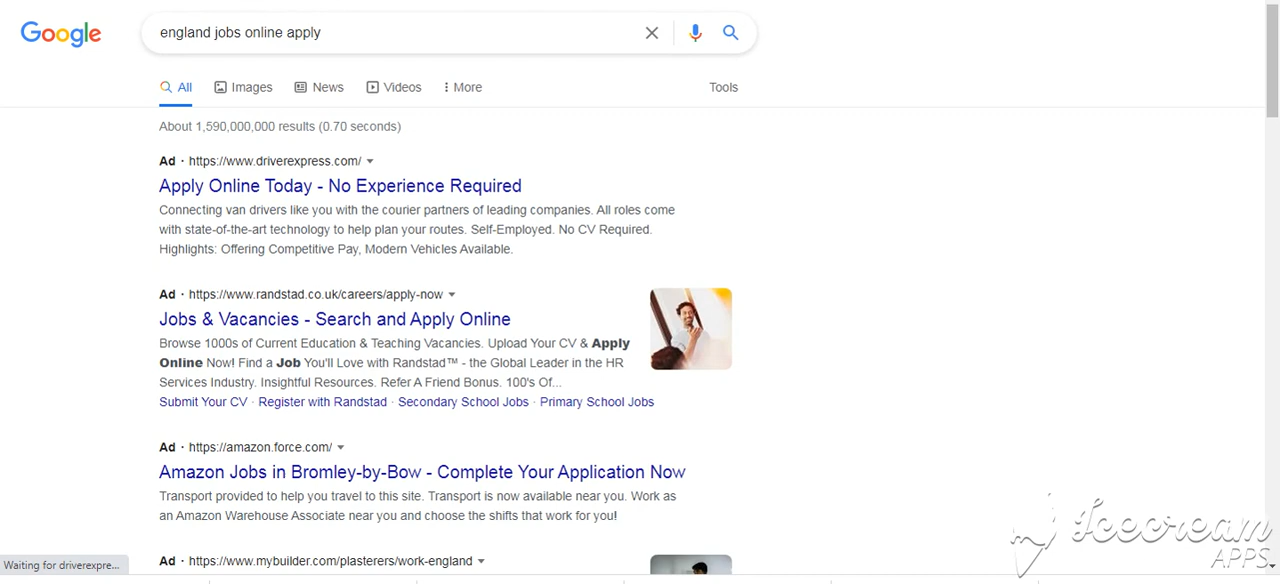 Google
england jobs online apply
All Images News Videos More Tools
About 1,590,000,000 results (0.70 seconds)
Ad · https://www.driverexpress.com/
Apply Online Today - No Experience Required
Connecting van drivers like you with the courier partners of leading companies. All roles come
with state-of-the-art technology to help plan your routes. Self-Employed. No CV Required.
Highlights: Offering Competitive Pay, Modern Vehicles Available.
Ad · https://www.randstad.co.uk/careers/apply-now
Jobs & Vacancies - Search and Apply Online
Browse 1000s of Current Education & Teaching Vacancies. Upload Your CV & Apply
Online Now! Find a Job You'll Love with Randstad™ - the Global Leader in the HR
Services Industry. Insightful Resources. Refer A Friend Bonus. 100's Of...
Submit Your CV · Register with Randstad · Secondary School Jobs · Primary School Jobs
Ad · https://amazon.force.com/
Amazon Jobs in Bromley-by-Bow - Complete Your Application Now
Transport provided to help you travel to this site. Transport is now available near you. Work as
an Amazon Warehouse Associate near you and choose the shifts that work for you!
Ad · https://www.mybuilder.com/plasterers/work-england
Waiting for driverexpre...
Icecream
APPS